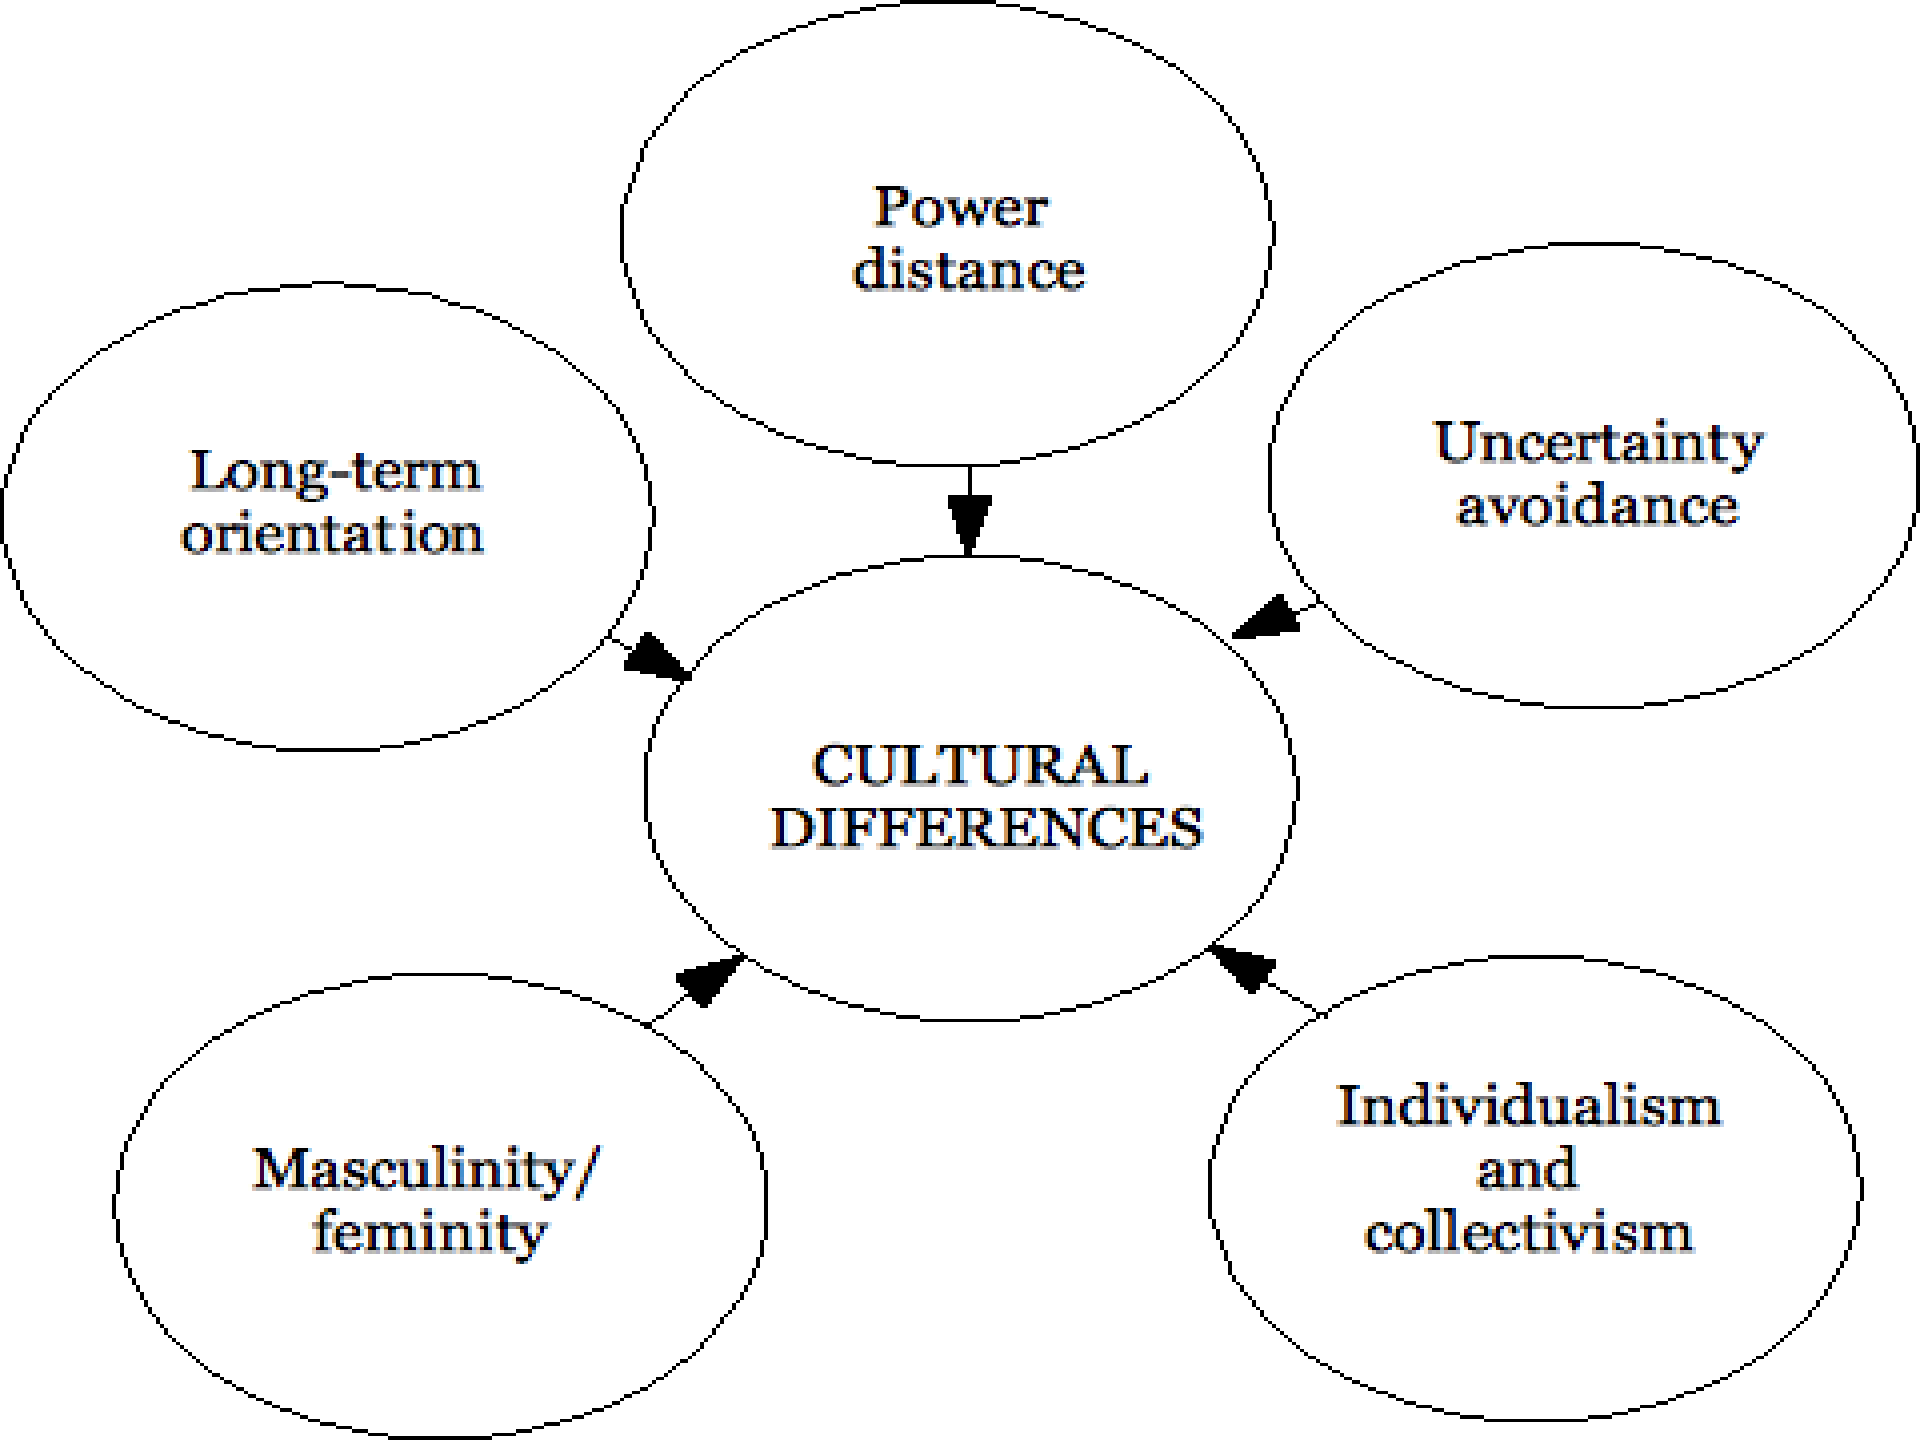 Power
distance
Long-term
orientation
Uncertainty
avoidance
CULTURAL
DIFFERENCES
Masculinity/
feminity
Individualism
and
collectivism